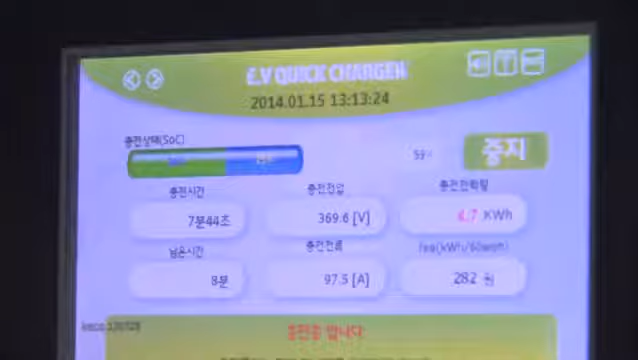 E.V QUICK CHARGER
2014.01.15 13:13:24
충전상태(SoC)
중지
충전시간 충전전압 충전전력량
7분44초 369.6 [V] 4.7 KWh
남은시간 충전전류 fee(kWh/60won)
8분 97.5 [A] 282 원
충전중 입니다